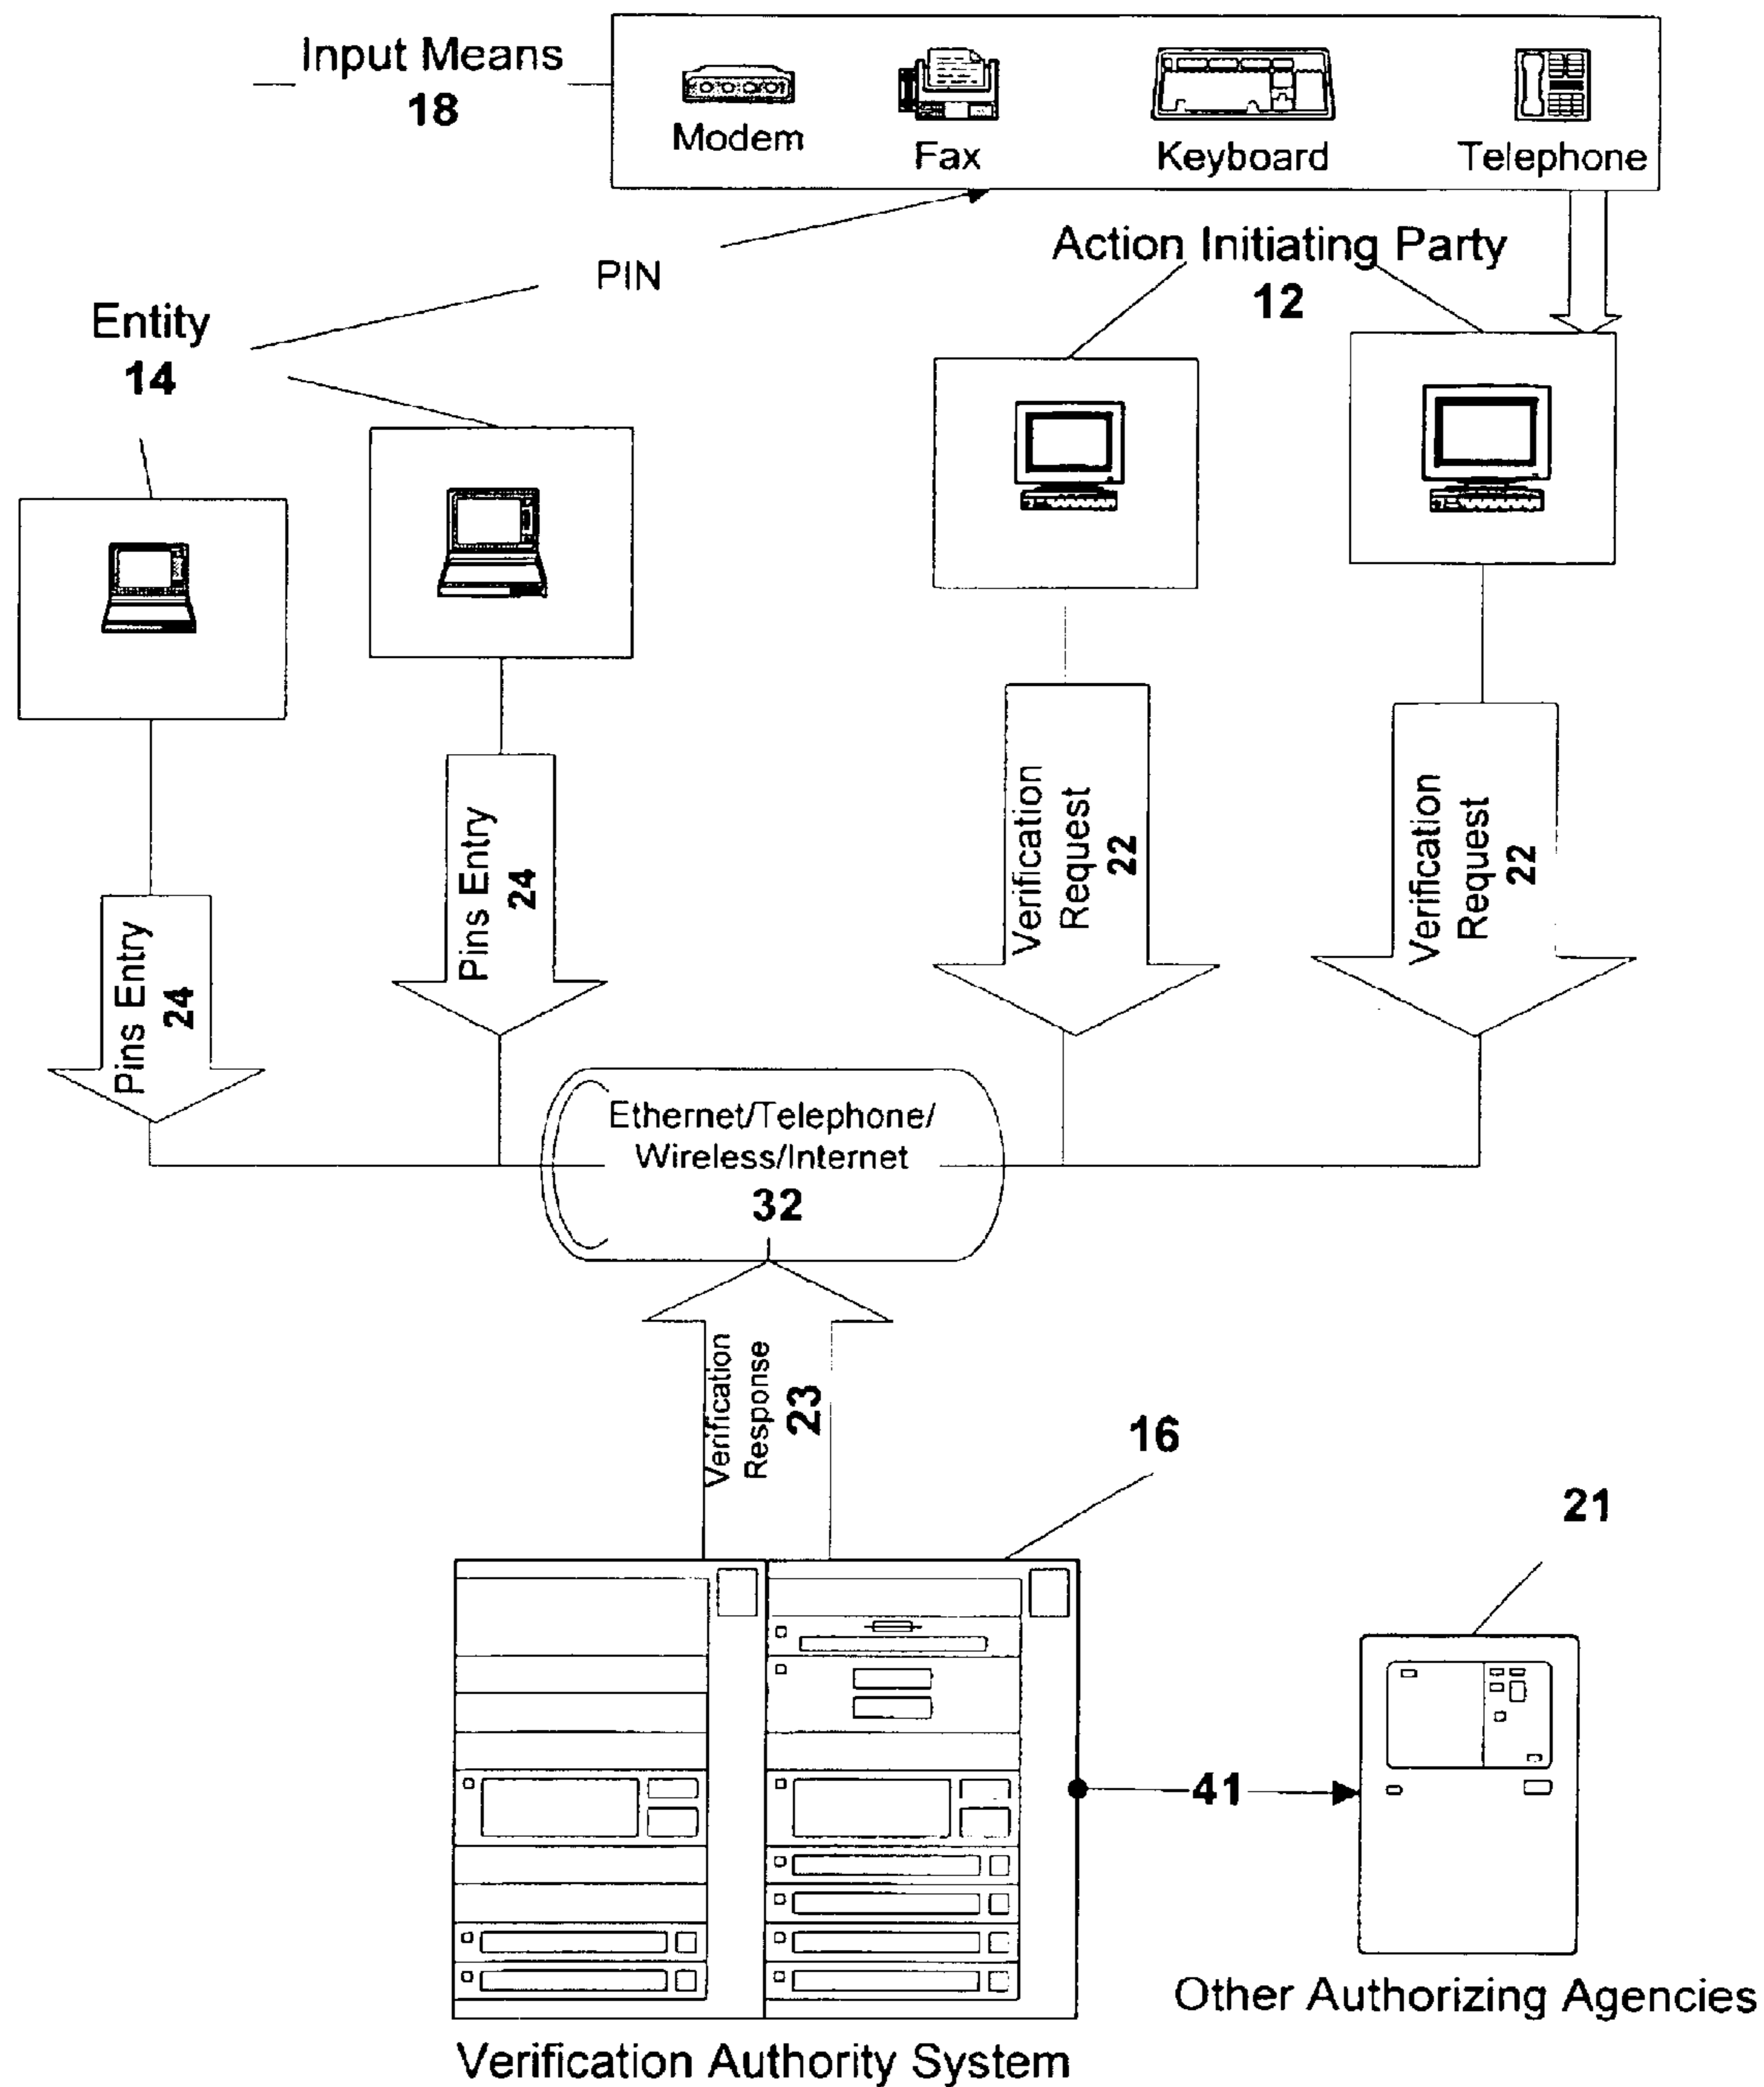 Input Means
18
Modem
Fax
Keyboard
Telephone
PIN
Action Initiating Party
12
Entity
14
Pins Entry
24
Pins Entry
24
Verification
Request
22
Verification
Request
22
Ethernet/Telephone/
Wireless/Internet
32
Verification
Response
23
16
21
41
Other Authorizing Agencies
Verification Authority System